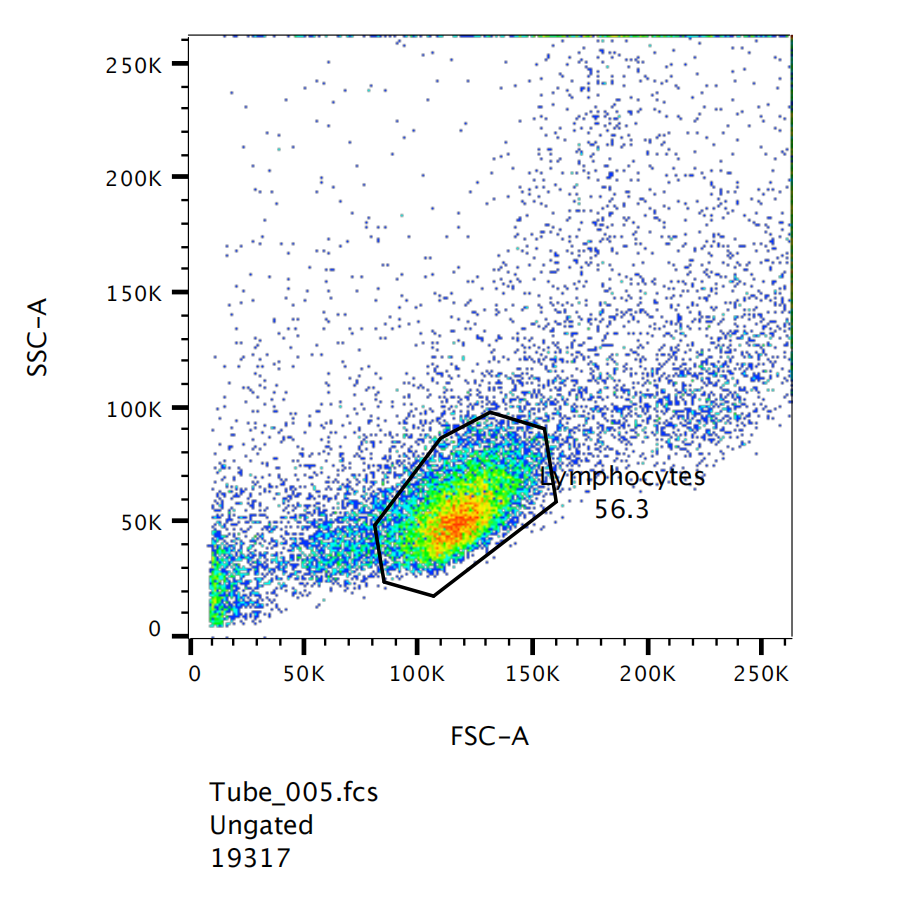 250K
200K
150K
100K
50K
0
SSC-A
Lymphocytes
56.3
0
50K
100K
150K
200K
250K
FSC-A
Tube_005.fcs
Ungated
19317